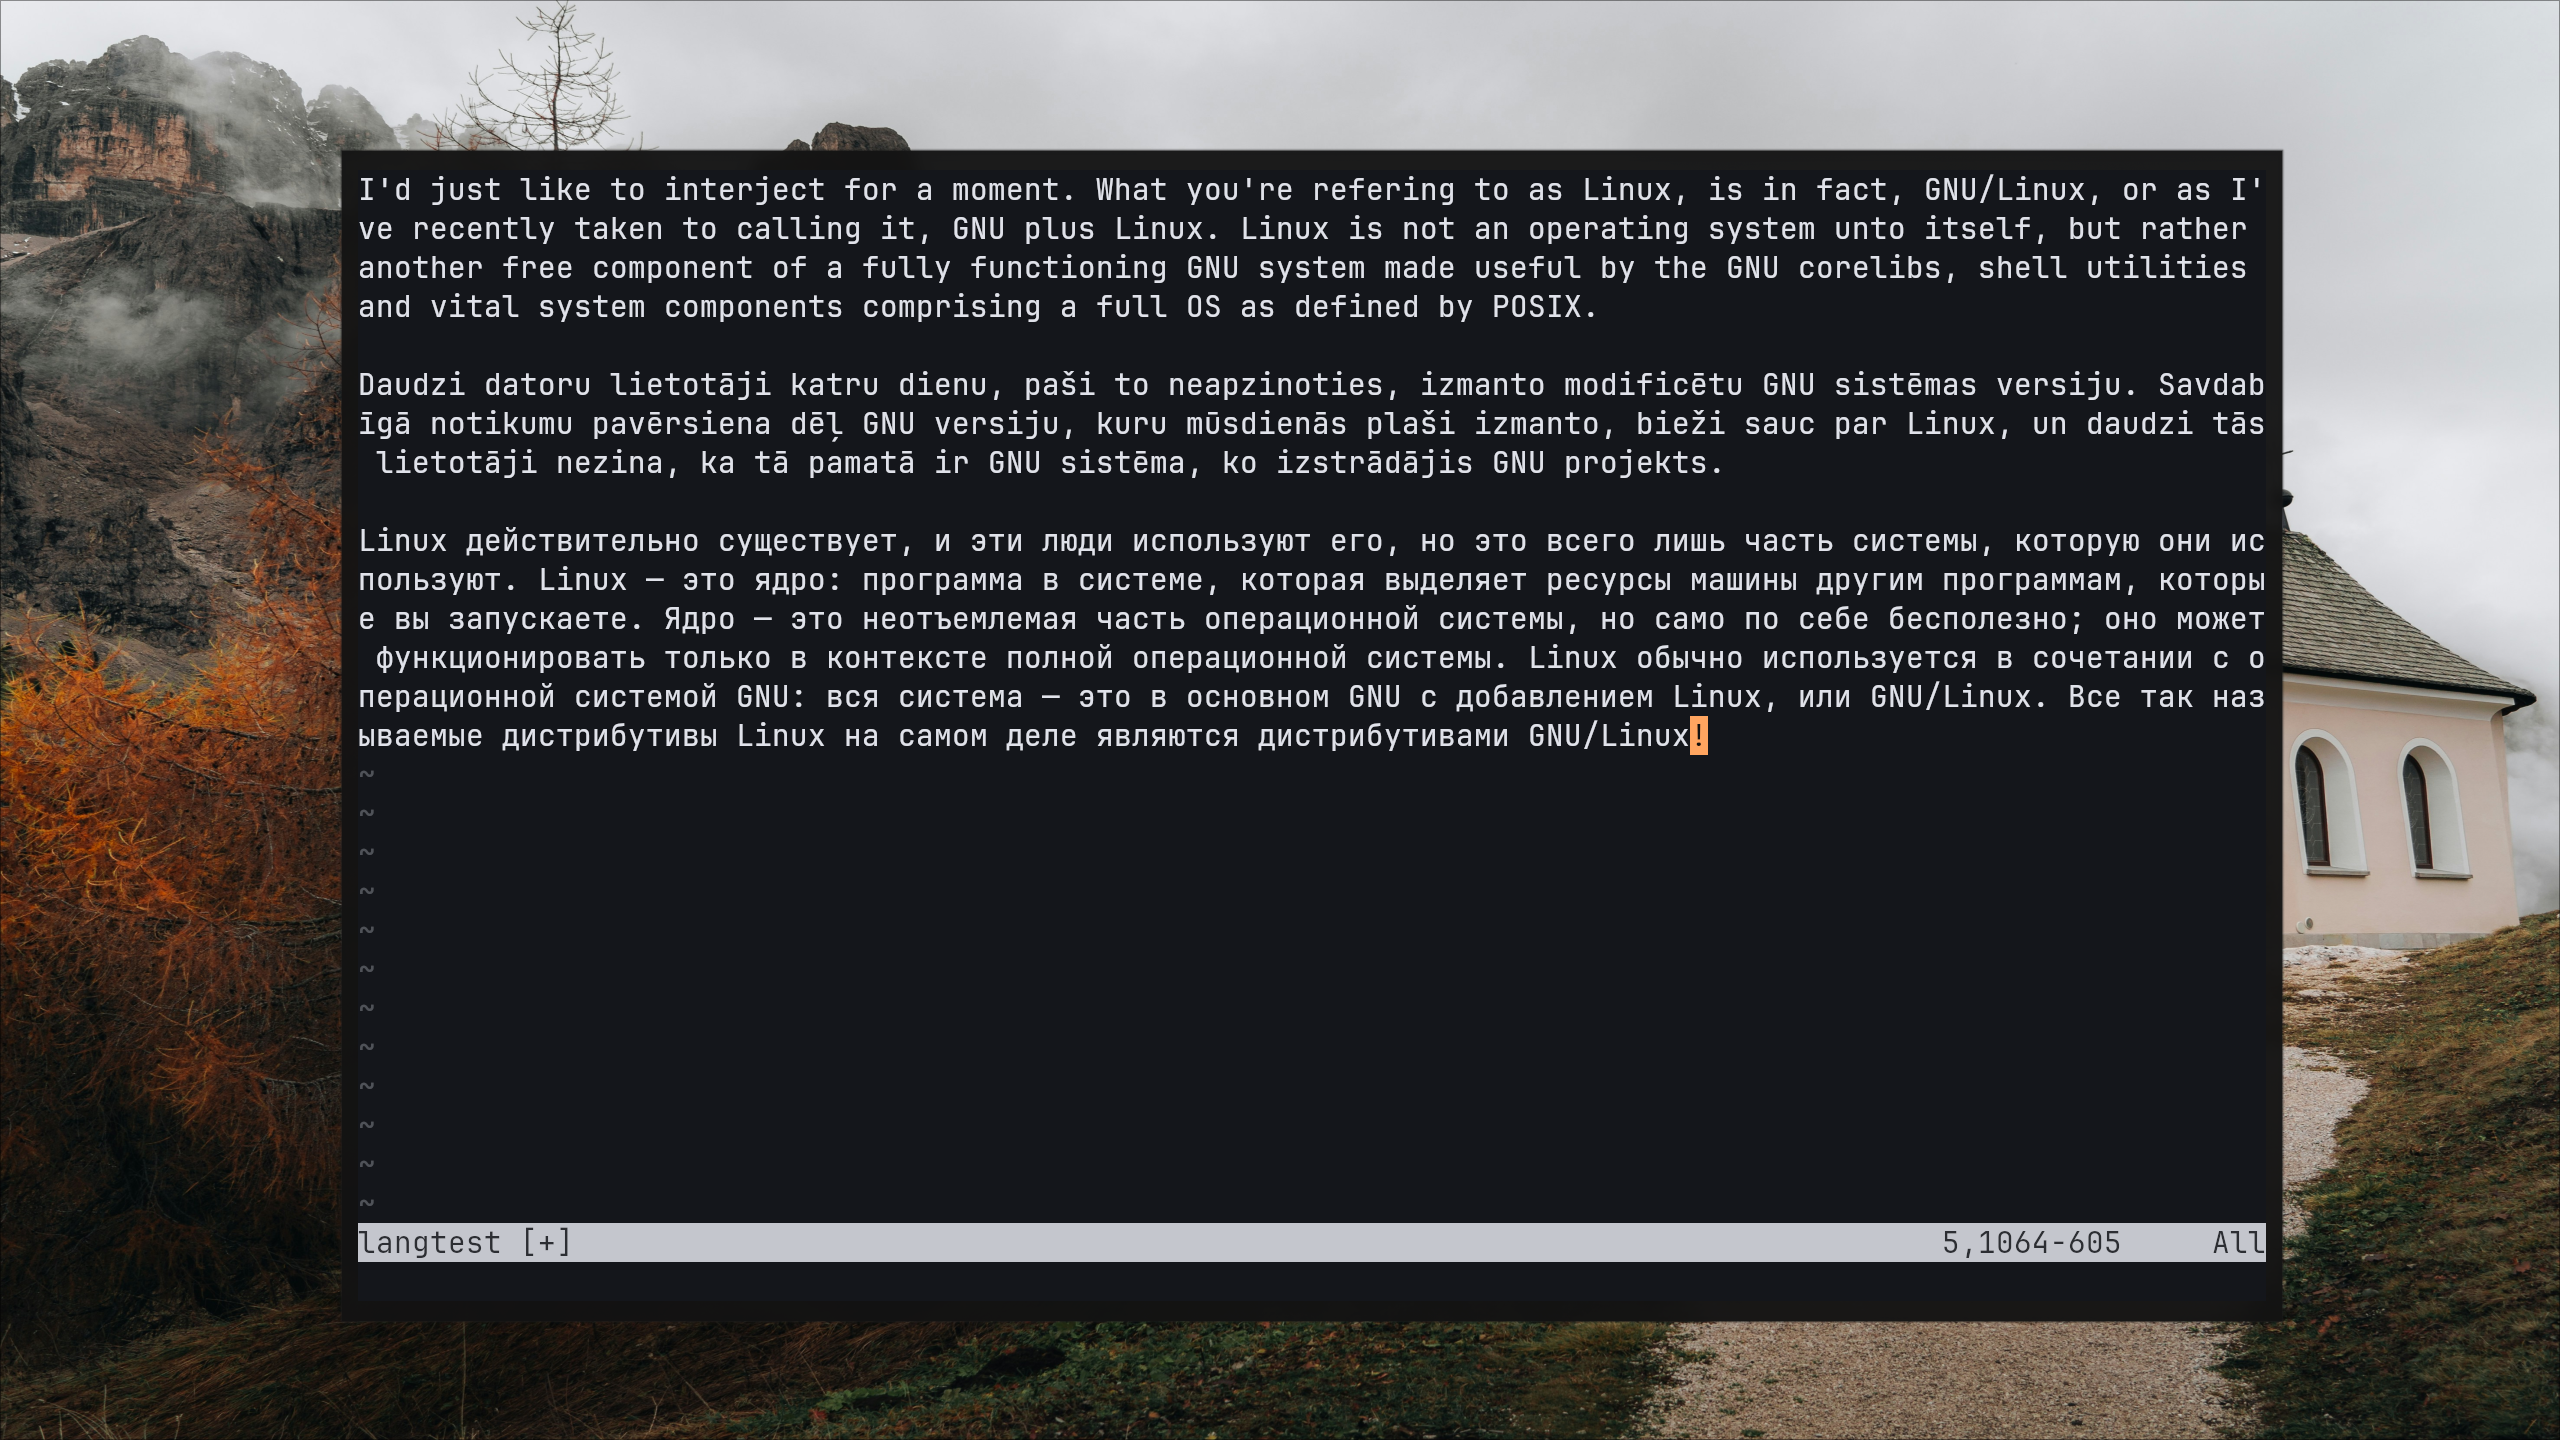 I'd just like to interject for a moment. What you're refering to as Linux, is in fact, GNU/Linux, or as I'
ve recently taken to calling it, GNU plus Linux. Linux is not an operating system unto itself, but rather
another free component of a fully functioning GNU system made useful by the GNU corelibs, shell utilities
and vital system components comprising a full OS as defined by POSIX.

Daudzi datoru lietotāji katru dienu, paši to neapzinoties, izmanto modificētu GNU sistēmas versiju. Savdab
īgā notikumu pavērsiena dēļ GNU versiju, kuru mūsdienās plaši izmanto, bieži sauc par Linux, un daudzi tās
 lietotāji nezina, ka tā pamatā ir GNU sistēma, ko izstrādājis GNU projekts.

Linux действительно существует, и эти люди используют его, но это всего лишь часть системы, которую они ис
пользуют. Linux — это ядро: программа в системе, которая выделяет ресурсы машины другим программам, которы
е вы запускаете. Ядро — это неотъемлемая часть операционной системы, но само по себе бесполезно; оно может
 функционировать только в контексте полной операционной системы. Linux обычно используется в сочетании с о
перационной системой GNU: вся система — это в основном GNU с добавлением Linux, или GNU/Linux. Все так наз
ываемые дистрибутивы Linux на самом деле являются дистрибутивами GNU/Linux!
~
~
~
~
~
~
~
~
~
~
~
~
langtest [+] 5,1064-605 All